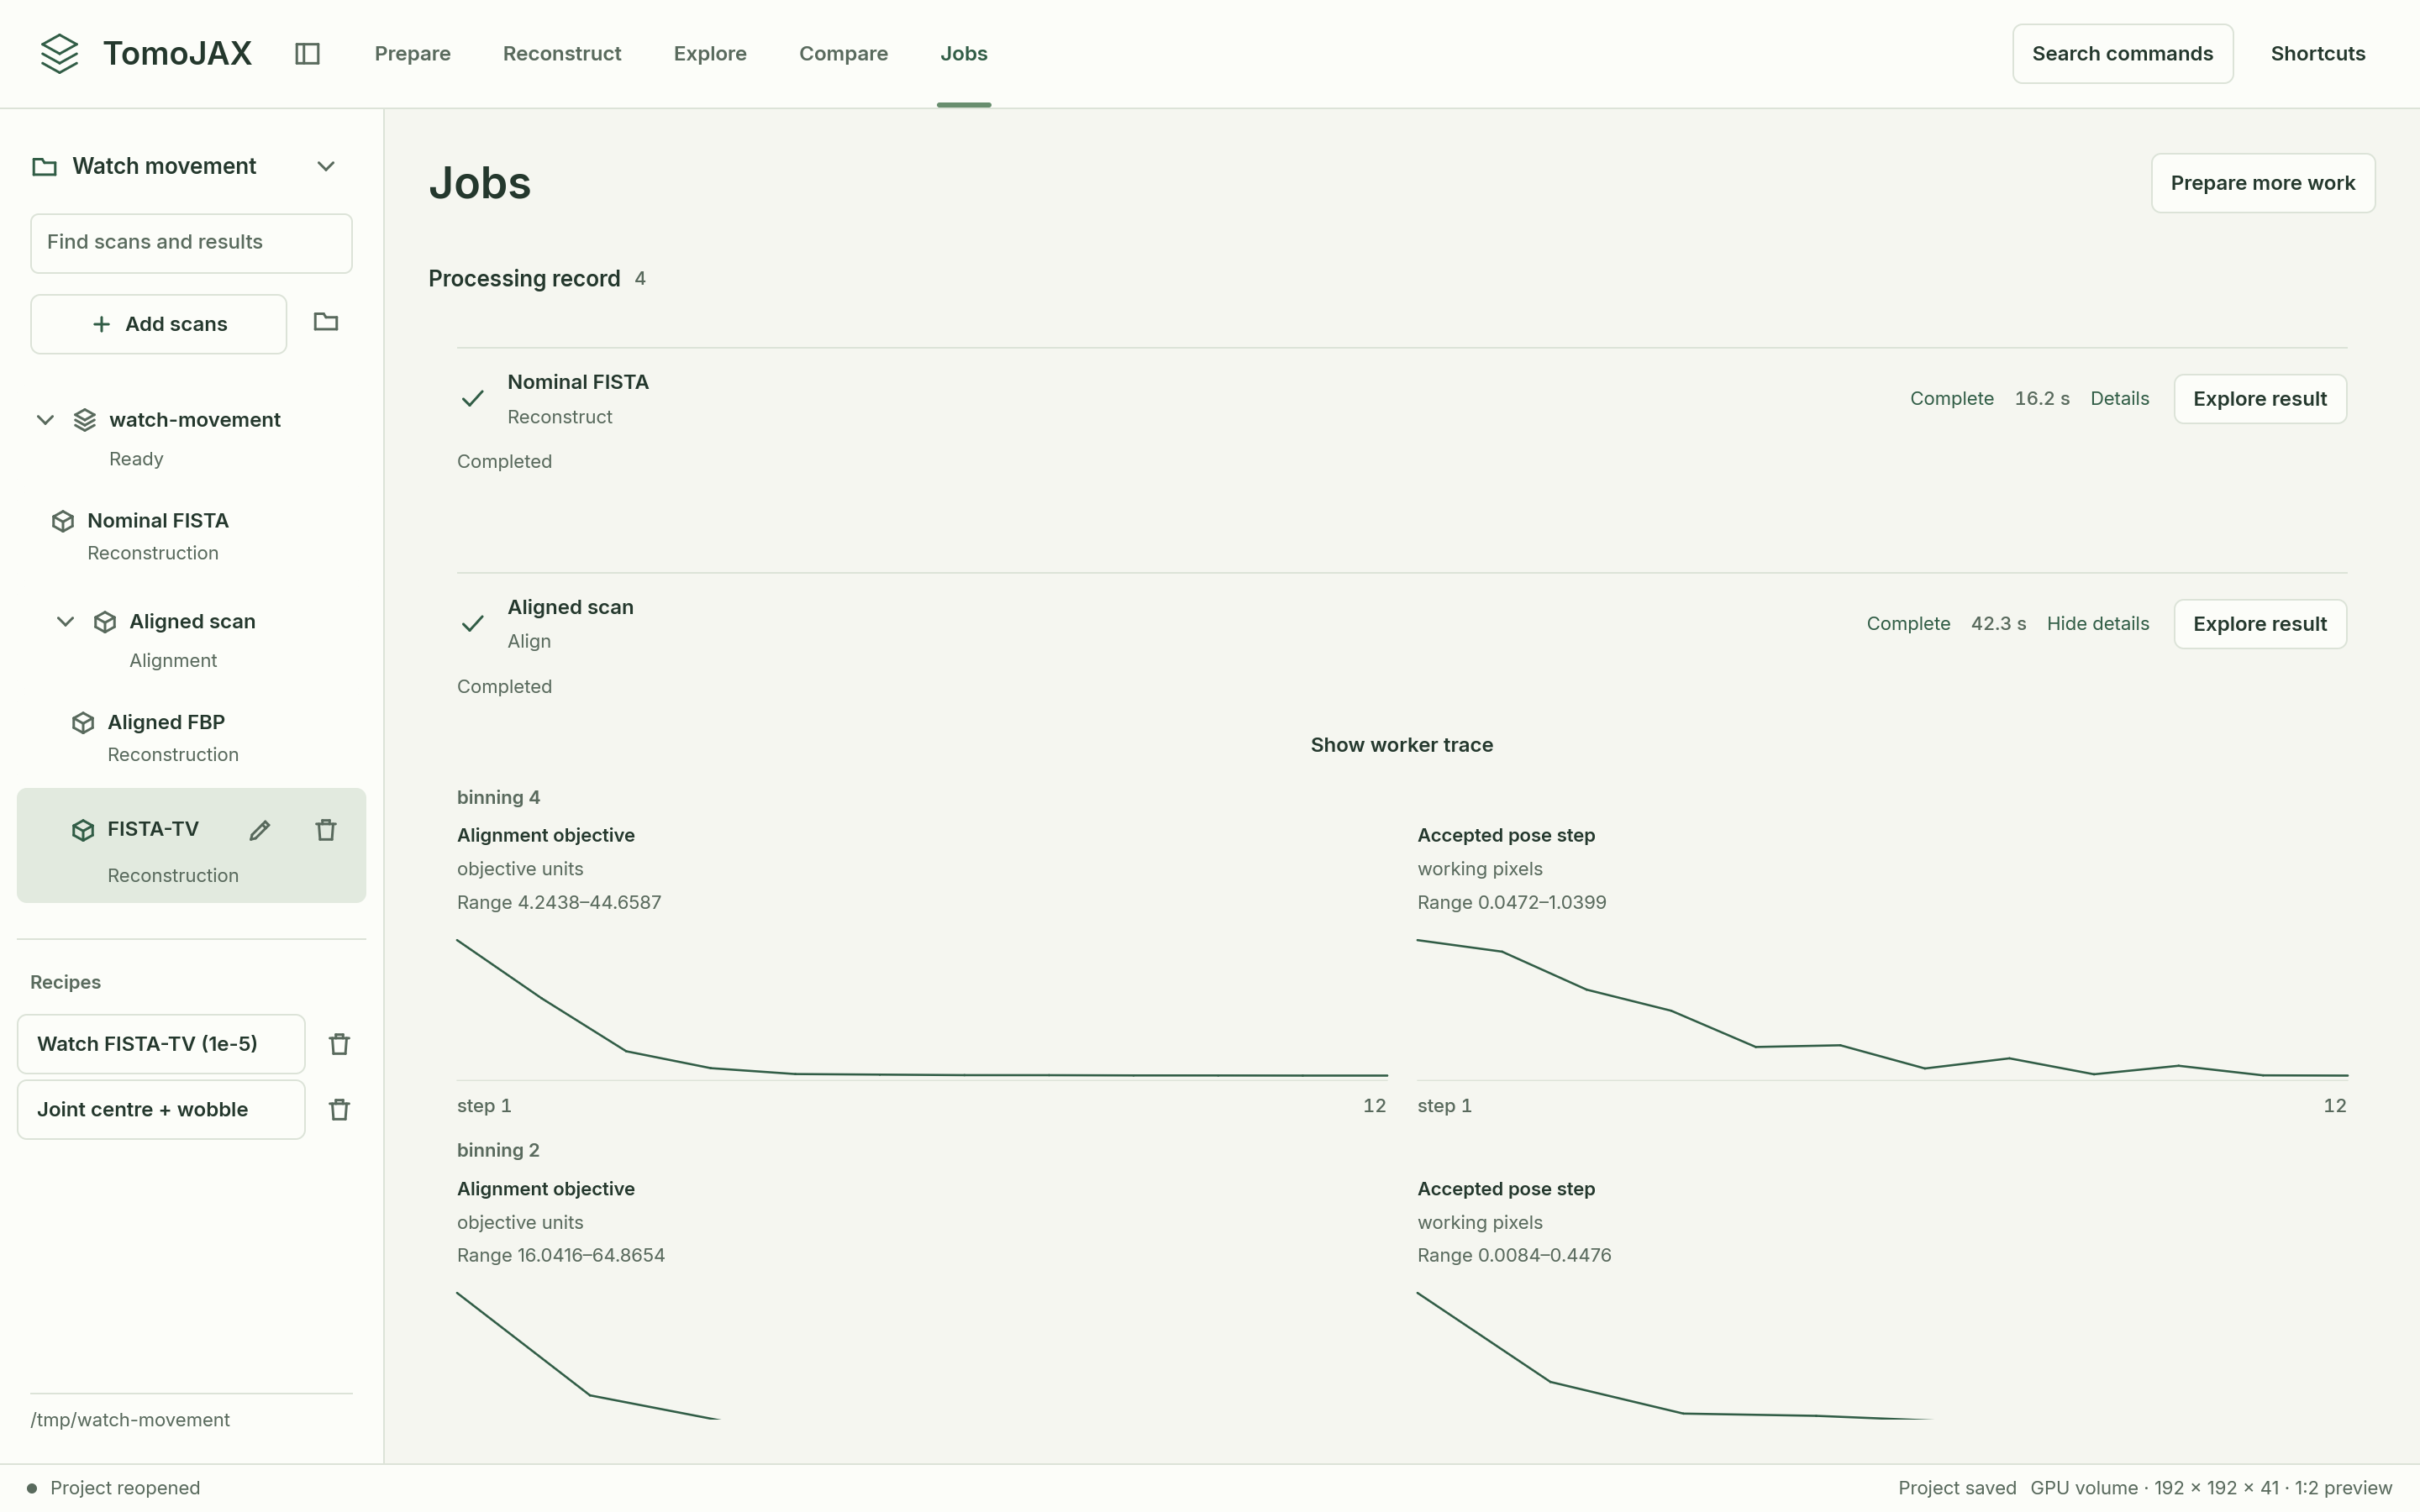 TomoJAX
Prepare
Reconstruct
Explore
Compare
Jobs
Search commands
Shortcuts
Watch movement
Find scans and results
Add scans
watch-movement
Ready
Nominal FISTA
Reconstruction
Aligned scan
Alignment
Aligned FBP
Reconstruction
FISTA-TV
Reconstruction
Recipes
Watch FISTA-TV (1e-5)
Joint centre + wobble
/tmp/watch-movement
Jobs
Prepare more work
Processing record 4
Nominal FISTA
Reconstruct
Complete 16.2 s Details Explore result
Completed
Aligned scan
Align
Complete 42.3 s Hide details Explore result
Completed
Show worker trace
binning 4
Alignment objective
objective units
Range 4.2438–44.6587
step 1 12
Accepted pose step
working pixels
Range 0.0472–1.0399
step 1 12
binning 2
Alignment objective
objective units
Range 16.0416–64.8654
Accepted pose step
working pixels
Range 0.0084–0.4476
Project reopened
Project saved GPU volume · 192 × 192 × 41 · 1:2 preview